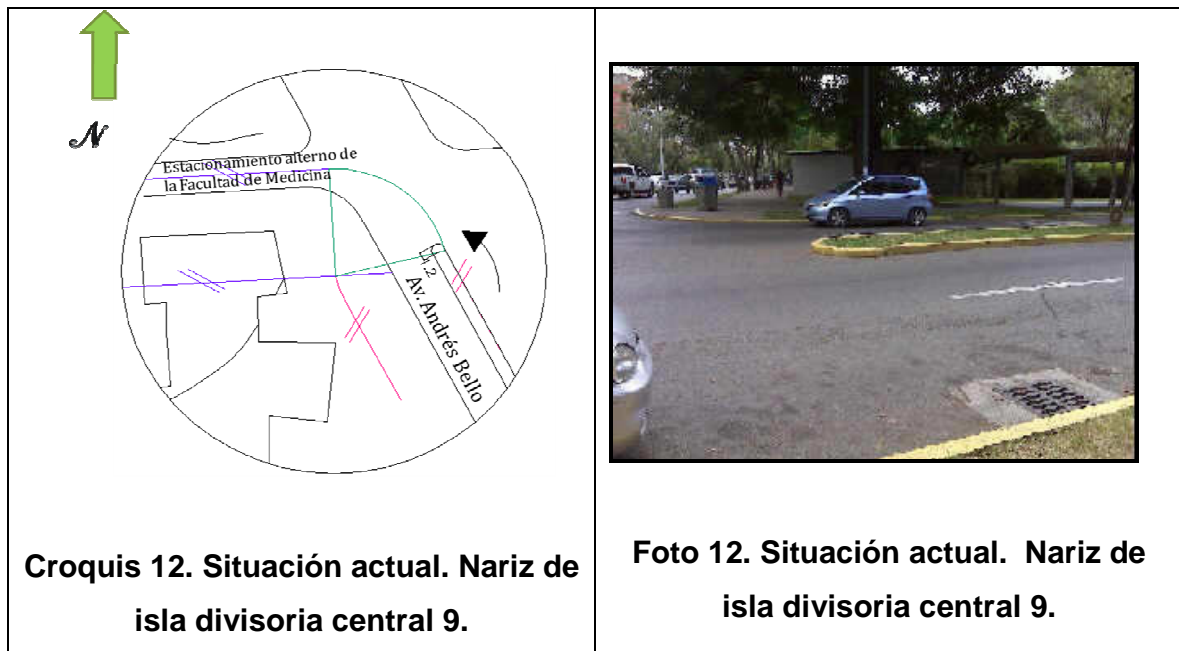 N
Estacionamiento alterno de
la Facultad de Medicina
Av. Andrés Bello
Croquis 12. Situación actual. Nariz de
isla divisoria central 9.
Foto 12. Situación actual. Nariz de
isla divisoria central 9.